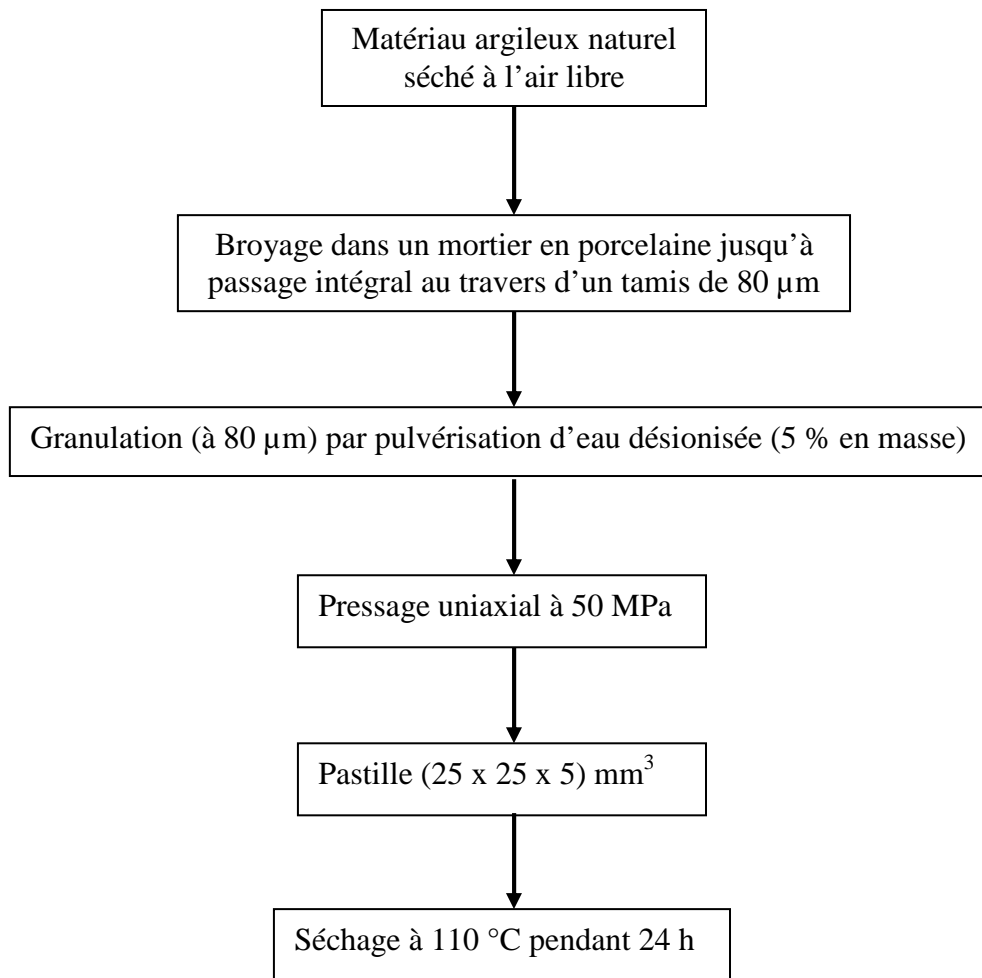 Matériau argileux naturel
séché à l’air libre
Broyage dans un mortier en porcelaine jusqu’à
passage intégral au travers d’un tamis de 80 µm
Granulation (à 80 µm) par pulvérisation d’eau désionisée (5 % en masse)
Pressage uniaxial à 50 MPa
Pastille (25 x 25 x 5) mm³
Séchage à 110 °C pendant 24 h